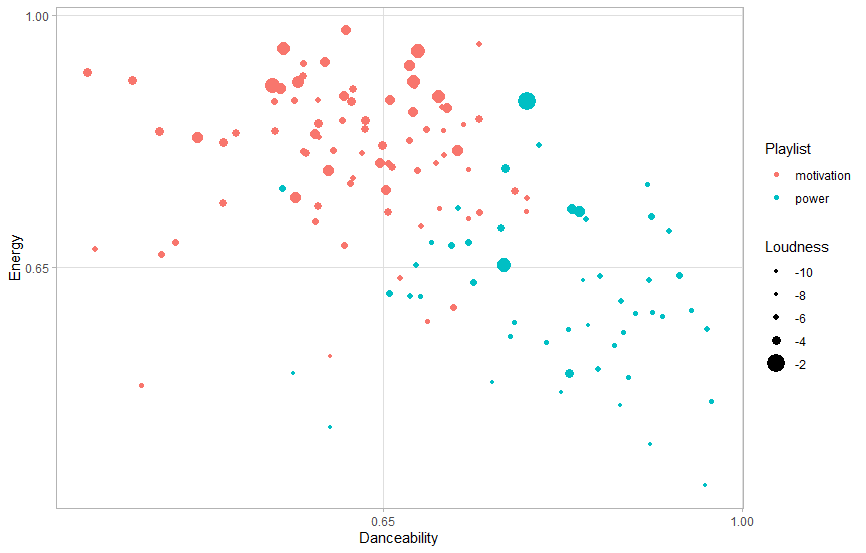 1.00
0.65
Energy
0.65
1.00
Danceability
Playlist
motivation
power
Loudness
-10
-8
-6
-4
-2